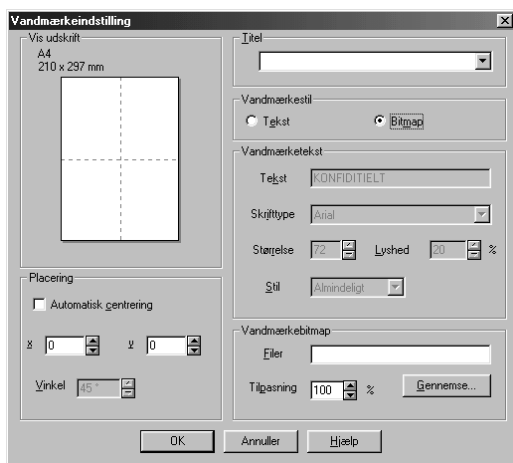 Vandmærkeindstilling
Vis udskrift
A4
210 x 297 mm
Placering
Automatisk centrering
x 0 y 0
Vinkel 45 °
Titel
Vandmærkestil
Tekst Bitmap
Vandmærketekst
Tekst KONFIDITIELT
Skrifttype Arial
Størrelse 72 Lyshed 20 %
Stil Almindeligt
Vandmærkebitmap
Filer
Tilpasning 100 % Gennemse...
OK Annuller Hjælp